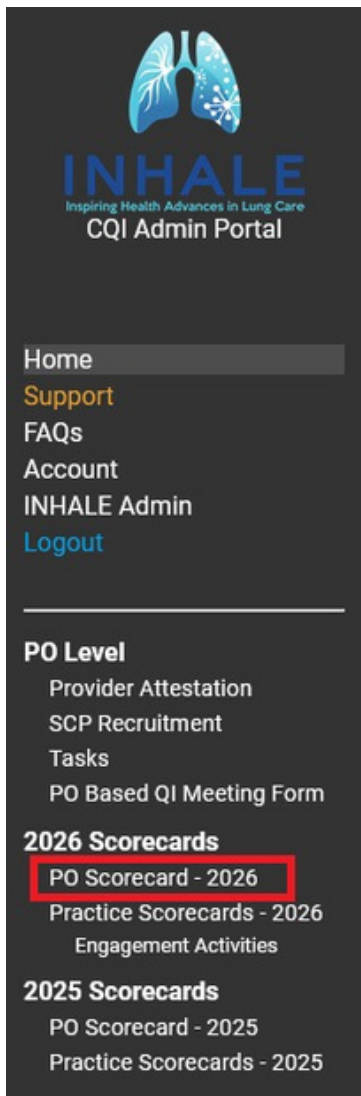 INHALE
Inspiring Health Advances in Lung Care
CQI Admin Portal
Home
Support
FAQs
Account
INHALE Admin
Logout
PO Level
Provider Attestation
SCP Recruitment
Tasks
PO Based QI Meeting Form
2026 Scorecards
PO Scorecard - 2026
Practice Scorecards - 2026
Engagement Activities
2025 Scorecards
PO Scorecard - 2025
Practice Scorecards - 2025